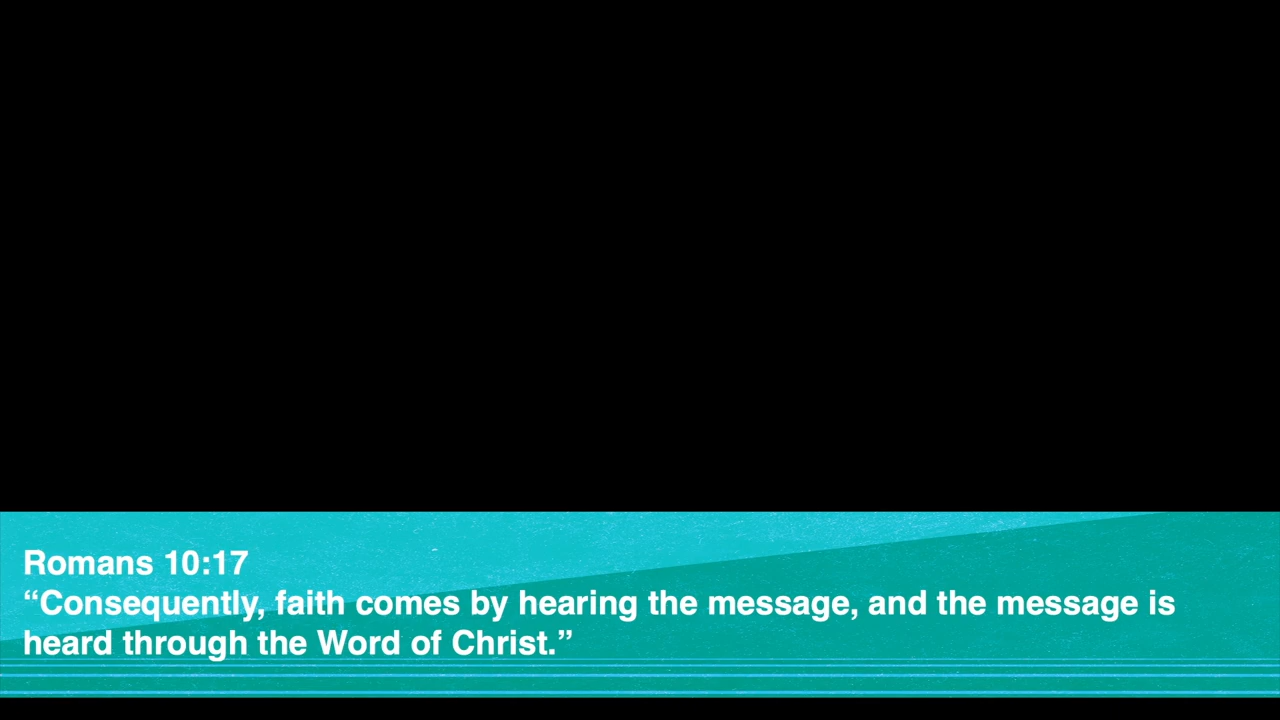 Romans 10:17
“Consequently, faith comes by hearing the message, and the message is
heard through the Word of Christ.”